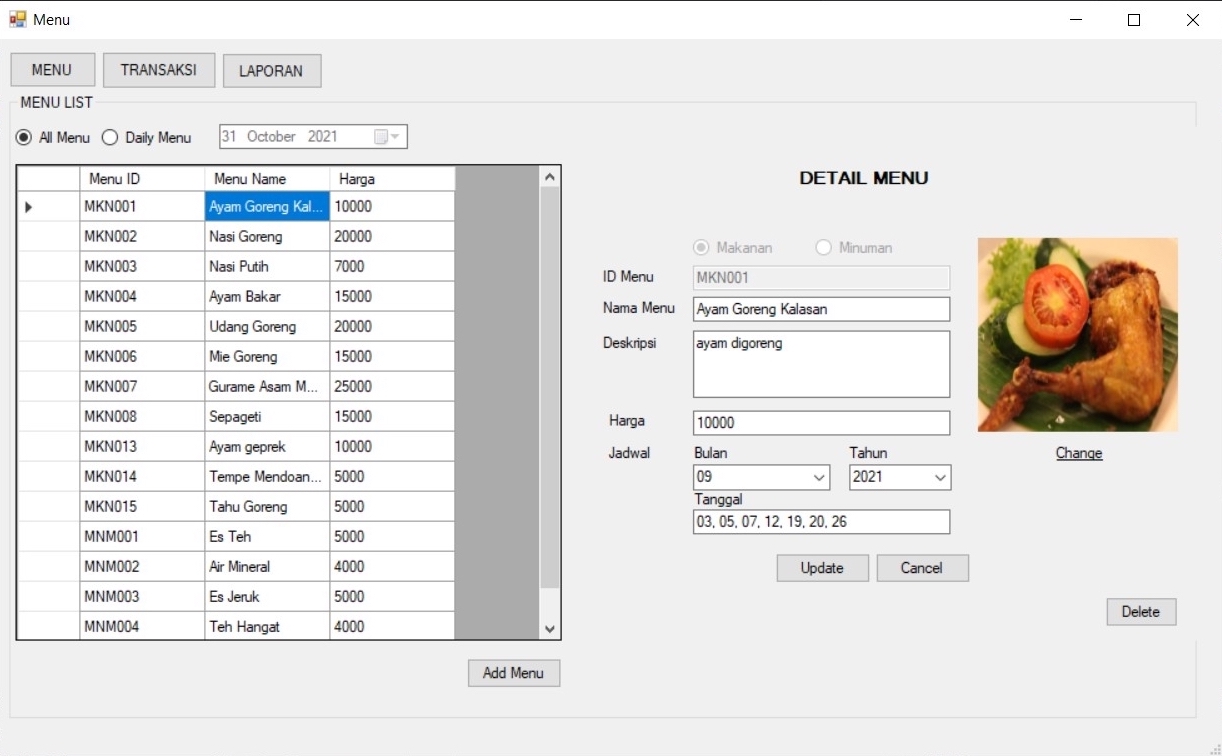 Menu
MENU TRANSAKSI LAPORAN
MENU LIST
All Menu Daily Menu 31 October 2021
Menu ID Menu Name Harga
MKN001 Ayam Goreng Kal... 10000
MKN002 Nasi Goreng 20000
MKN003 Nasi Putih 7000
MKN004 Ayam Bakar 15000
MKN005 Udang Goreng 20000
MKN006 Mie Goreng 15000
MKN007 Gurame Asam M... 25000
MKN008 Sepageti 15000
MKN013 Ayam geprek 10000
MKN014 Tempe Mendoan... 5000
MKN015 Tahu Goreng 5000
MNM001 Es Teh 5000
MNM002 Air Mineral 4000
MNM003 Es Jeruk 5000
MNM004 Teh Hangat 4000
Add Menu
DETAIL MENU
Makanan Minuman
ID Menu MKN001
Nama Menu Ayam Goreng Kalasan
Deskripsi ayam digoreng
Harga 10000
Jadwal Bulan Tahun
09 2021
Tanggal
03, 05, 07, 12, 19, 20, 26
Change
Update Cancel
Delete